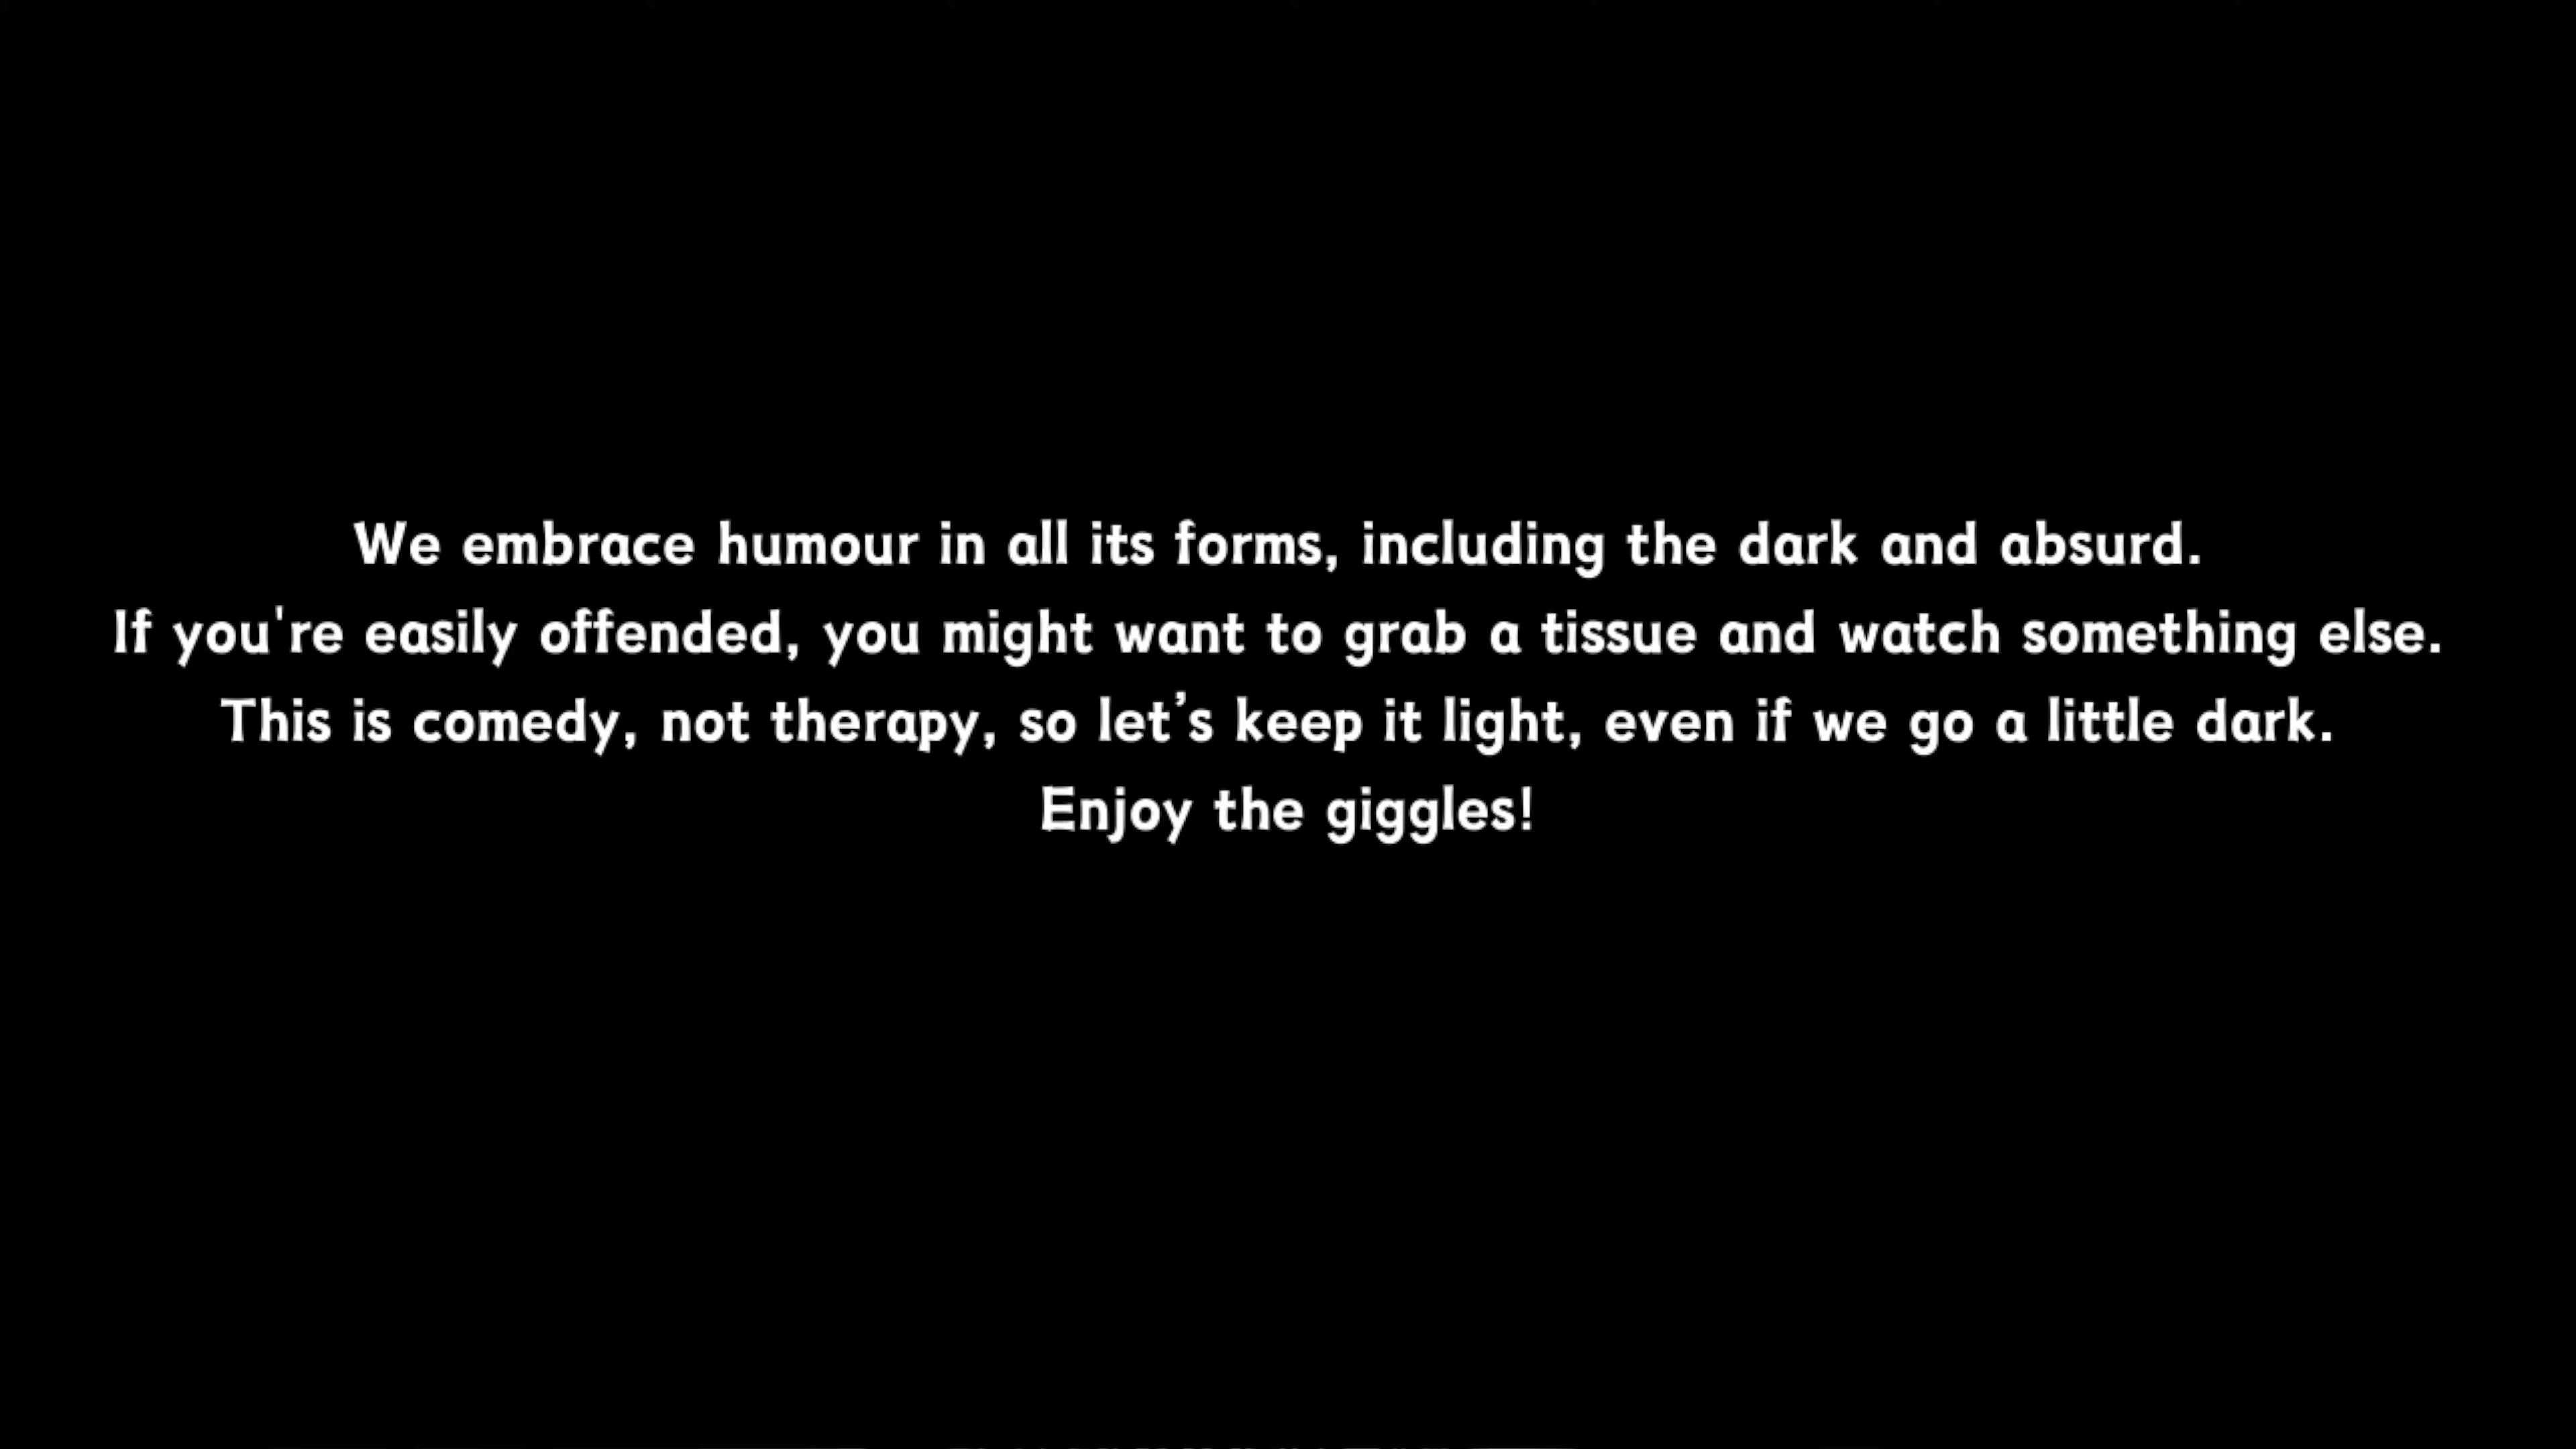 We embrace humour in all its forms, including the dark and absurd.
If you're easily offended, you might want to grab a tissue and watch something else.
This is comedy, not therapy, so let’s keep it light, even if we go a little dark.
Enjoy the giggles!